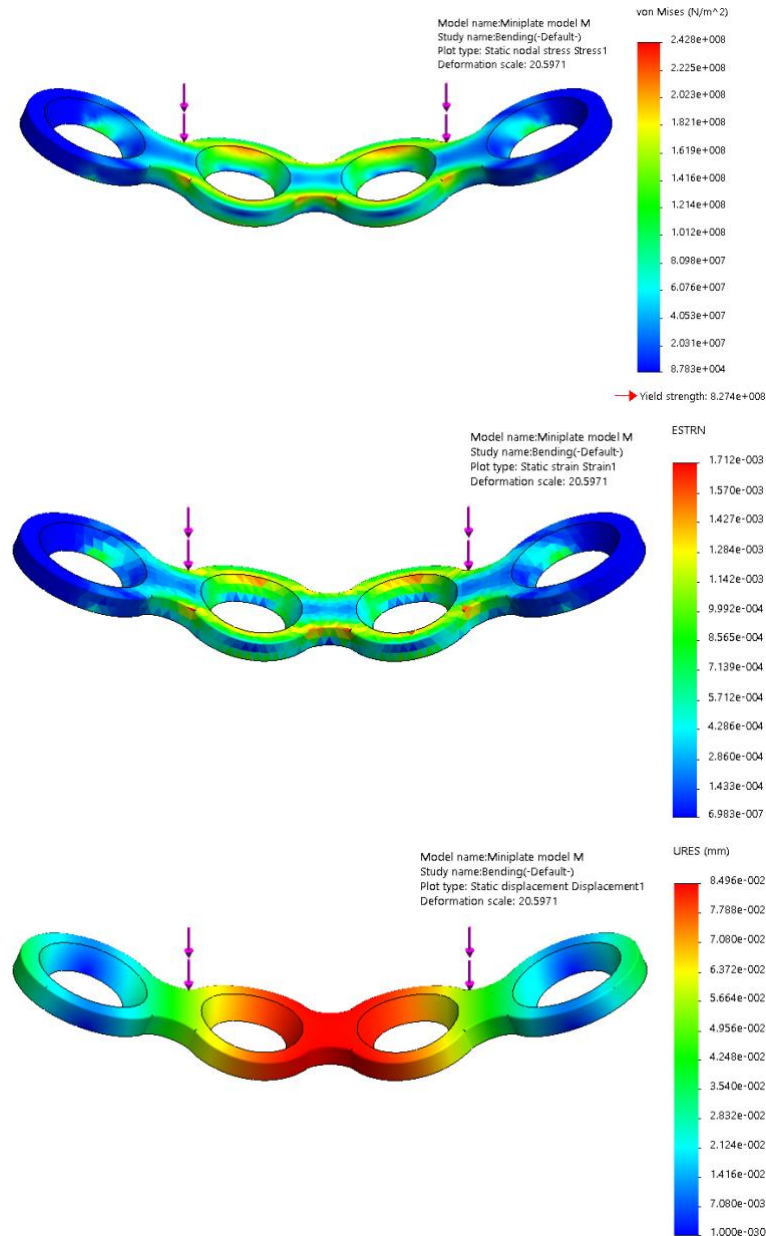 Model name:Miniplate model M
Study name:Bending(-Default-)
Plot type: Static nodal stress Stress1
Deformation scale: 20.5971
von Mises (N/m^2)
2.428e+008
2.225e+008
2.023e+008
1.821e+008
1.619e+008
1.416e+008
1.214e+008
1.012e+008
8.098e+007
6.076e+007
4.053e+007
2.031e+007
8.783e+004
Yield strength: 8.274e+008
Model name:Miniplate model M
Study name:Bending(-Default-)
Plot type: Static strain Strain1
Deformation scale: 20.5971
ESTRN
1.712e-003
1.570e-003
1.427e-003
1.284e-003
1.142e-003
9.992e-004
8.565e-004
7.139e-004
5.712e-004
4.286e-004
2.860e-004
1.433e-004
6.983e-007
Model name:Miniplate model M
Study name:Bending(-Default-)
Plot type: Static displacement Displacement1
Deformation scale: 20.5971
URES (mm)
8.496e-002
7.788e-002
7.080e-002
6.372e-002
5.664e-002
4.956e-002
4.248e-002
3.540e-002
2.832e-002
2.124e-002
1.416e-002
7.080e-003
1.000e-030